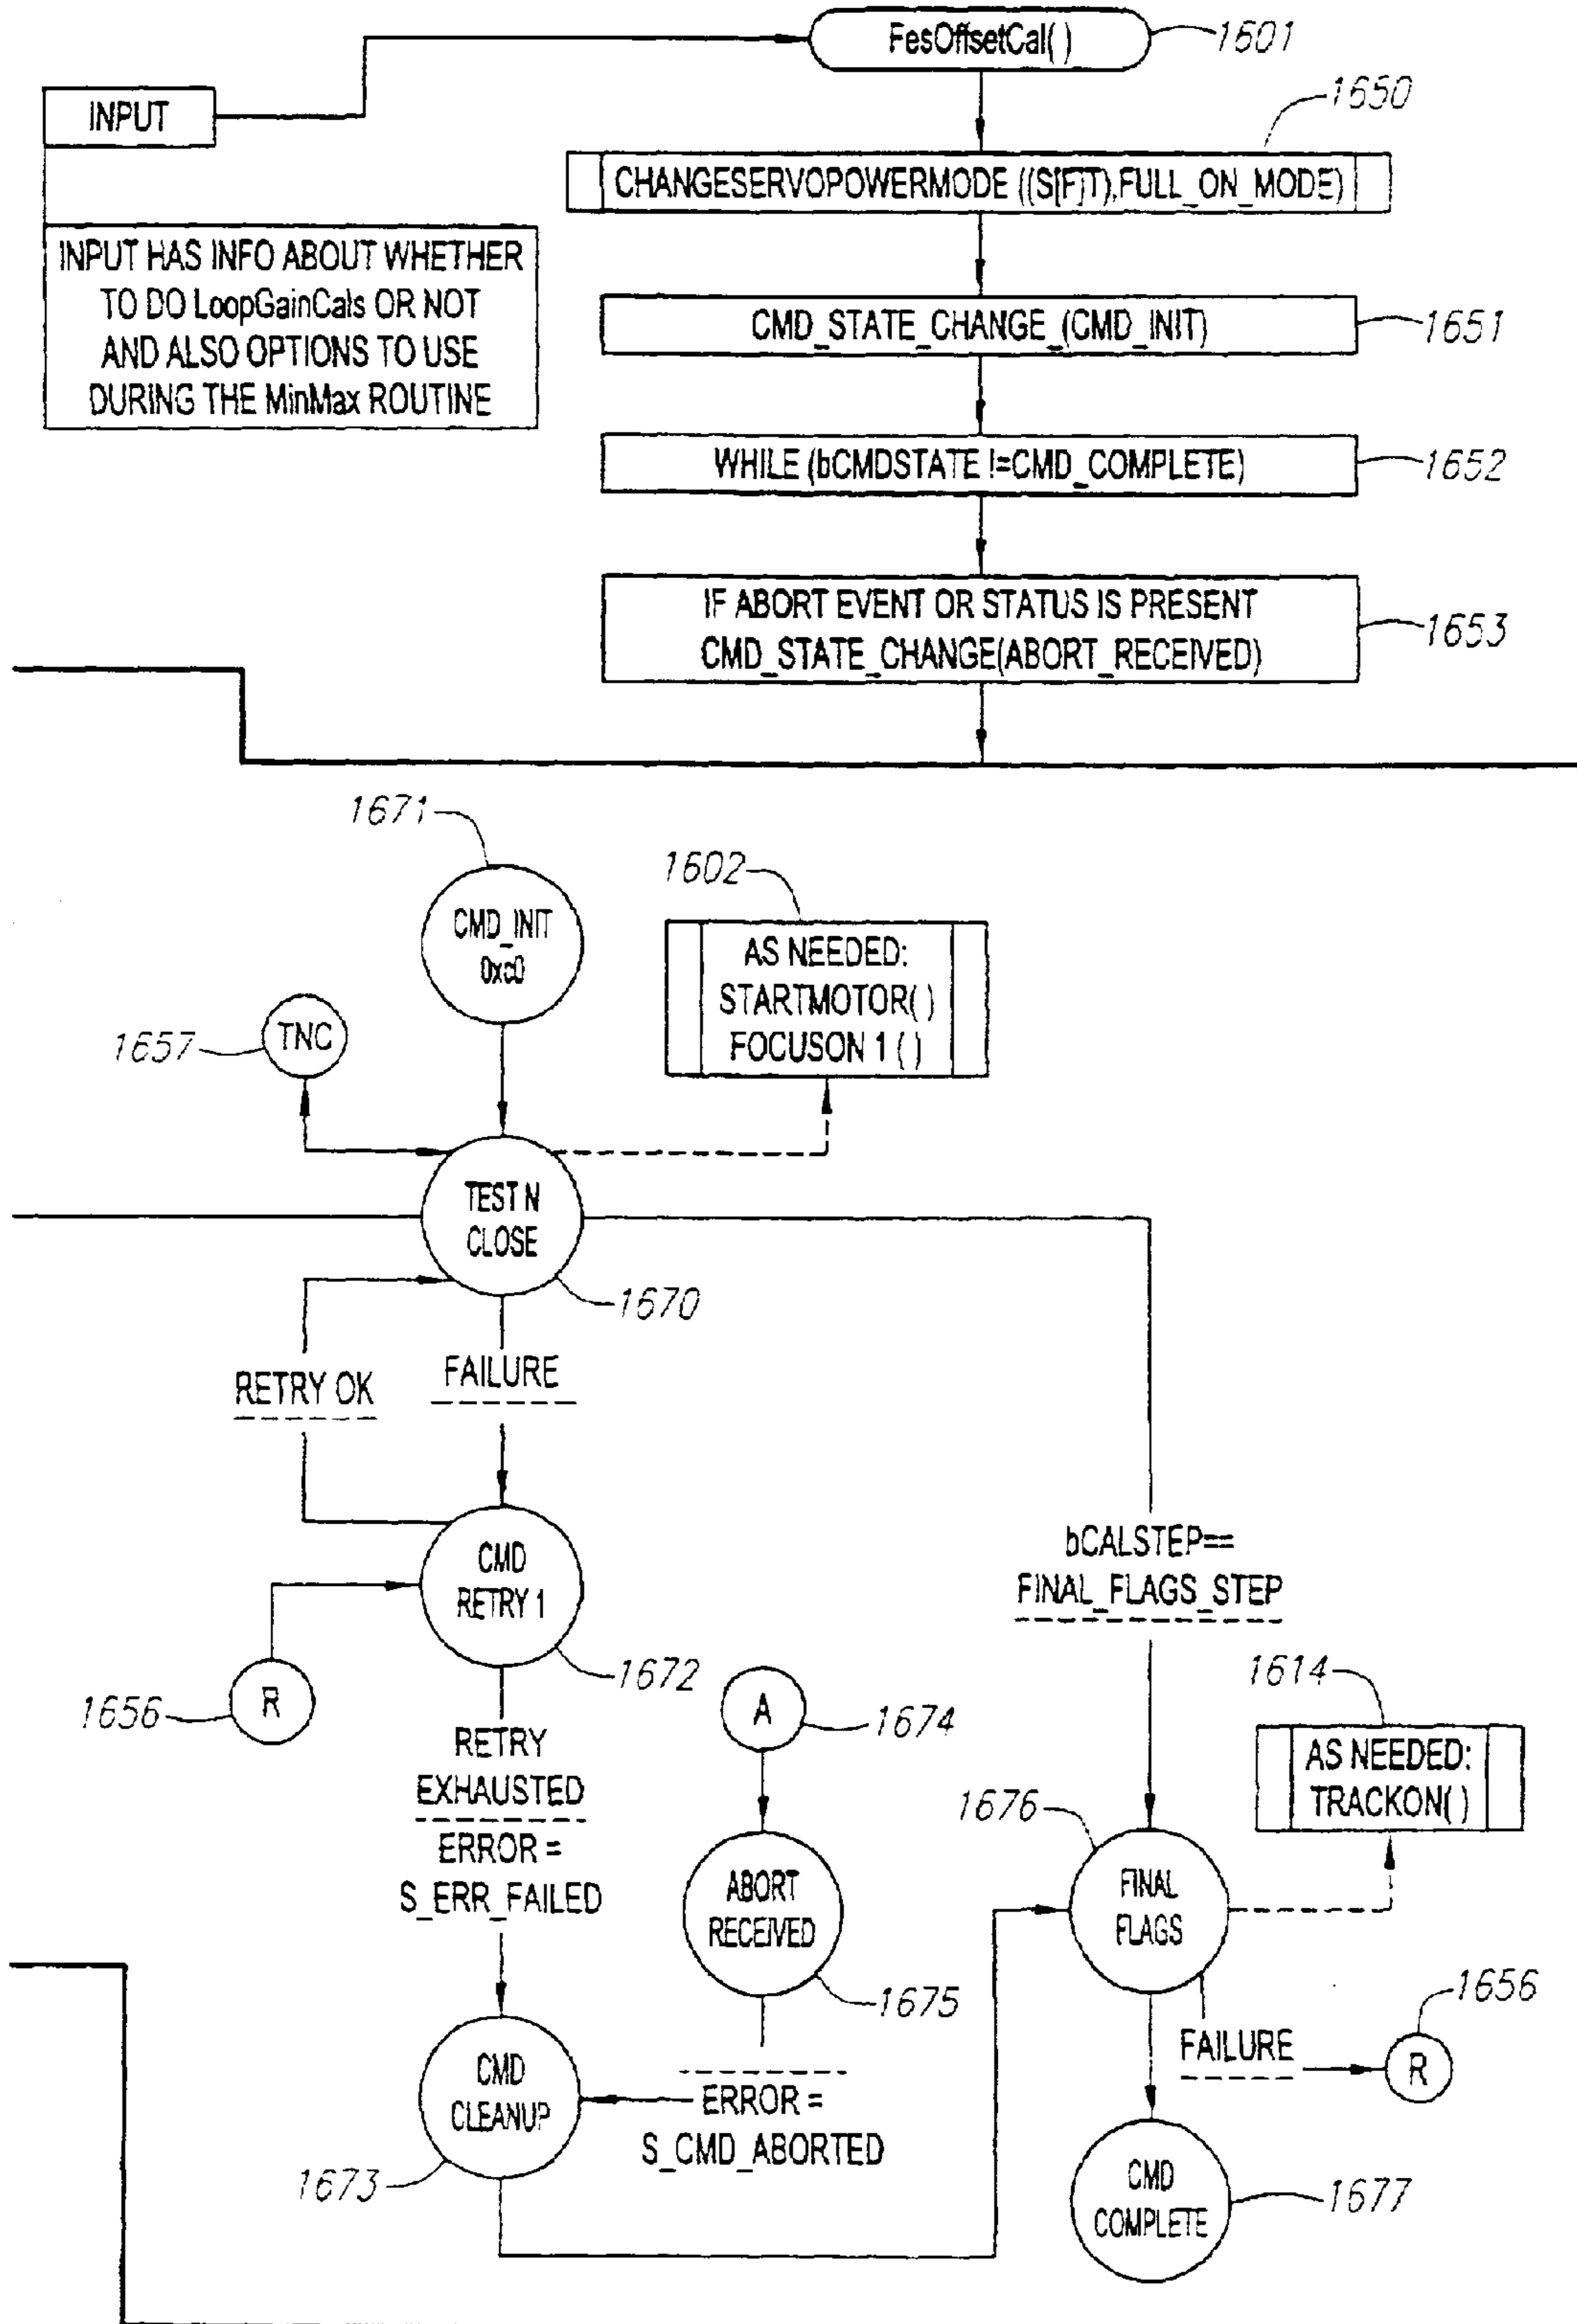 FesOffsetCal( )
1601
INPUT
1650
CHANGESERVOPOWERMODE ((S[F]T),FULL_ON_MODE)
INPUT HAS INFO ABOUT WHETHER
TO DO LoopGainCals OR NOT
AND ALSO OPTIONS TO USE
DURING THE MinMax ROUTINE
CMD_STATE_CHANGE_(CMD_INIT)
1651
WHILE (bCMDSTATE !=CMD_COMPLETE)
1652
IF ABORT EVENT OR STATUS IS PRESENT
CMD_STATE_CHANGE(ABORT_RECEIVED)
1653
1671
CMD_INIT
0xc0
1602
AS NEEDED:
STARTMOTOR( )
FOCUSON 1 ( )
1657
TNC
TEST N
CLOSE
1670
RETRY OK
FAILURE
CMD
RETRY 1
1672
1656
R
bCALSTEP==
FINAL_FLAGS_STEP
RETRY
EXHAUSTED
ERROR =
S_ERR_FAILED
A
1674
1614
AS NEEDED:
TRACKON( )
1676
FINAL
FLAGS
ABORT
RECEIVED
1675
1656
FAILURE
R
CMD
CLEANUP
1673
ERROR =
S_CMD_ABORTED
CMD
COMPLETE
1677